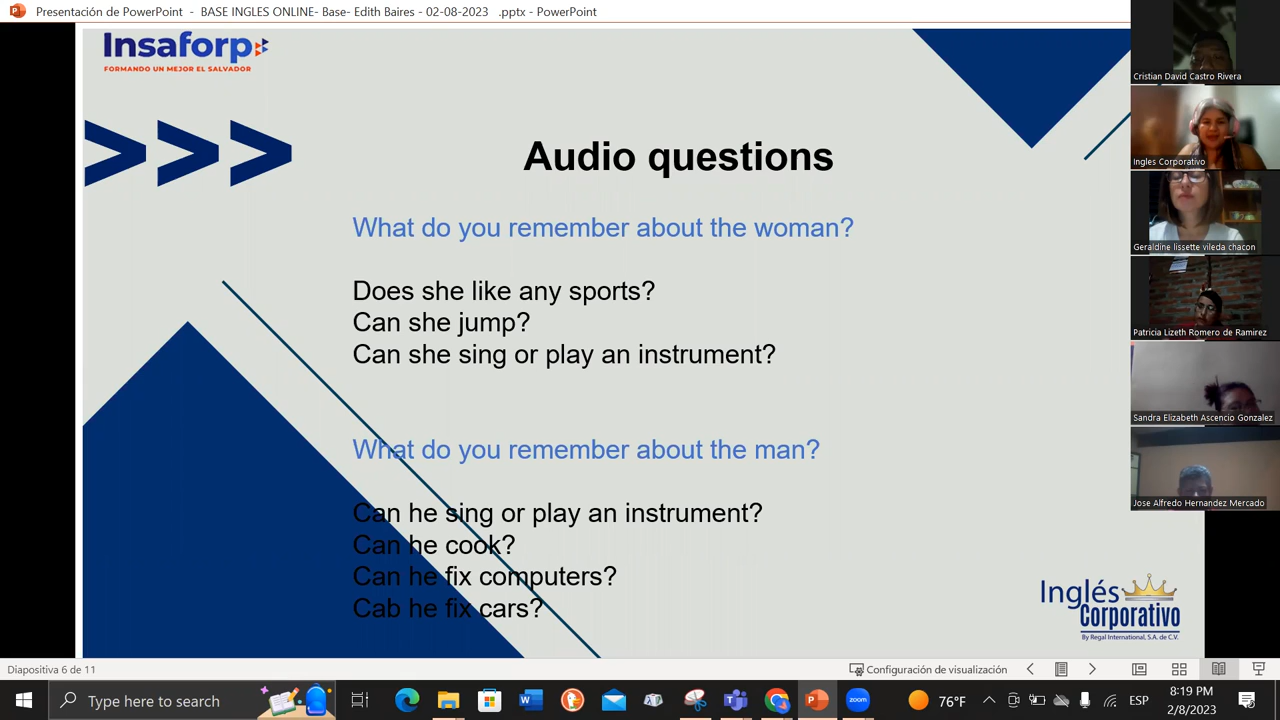 Presentación de PowerPoint - BASE INGLES ONLINE- Base- Edith Baires - 02-08-2023 .pptx - PowerPoint
Insaforp
FORMANDO UN MEJOR EL SALVADOR
>>>
Audio questions
What do you remember about the woman?
Does she like any sports?
Can she jump?
Can she sing or play an instrument?
What do you remember about the man?
Can he sing or play an instrument?
Can he cook?
Can he fix computers?
Cab he fix cars?
Inglés
Corporativo
By Regal International, S.A. de C.V.
Cristian David Castro Rivera
Ingles Corporativo
Geraldine lissette vileda chacon
Patricia Lizeth Romero de Ramirez
Sandra Elizabeth Ascencio Gonzalez
Jose Alfredo Hernandez Mercado
Diapositiva 6 de 11
Configuración de visualización
Type here to search
zoom
76°F
ESP
8:19 PM
2/8/2023